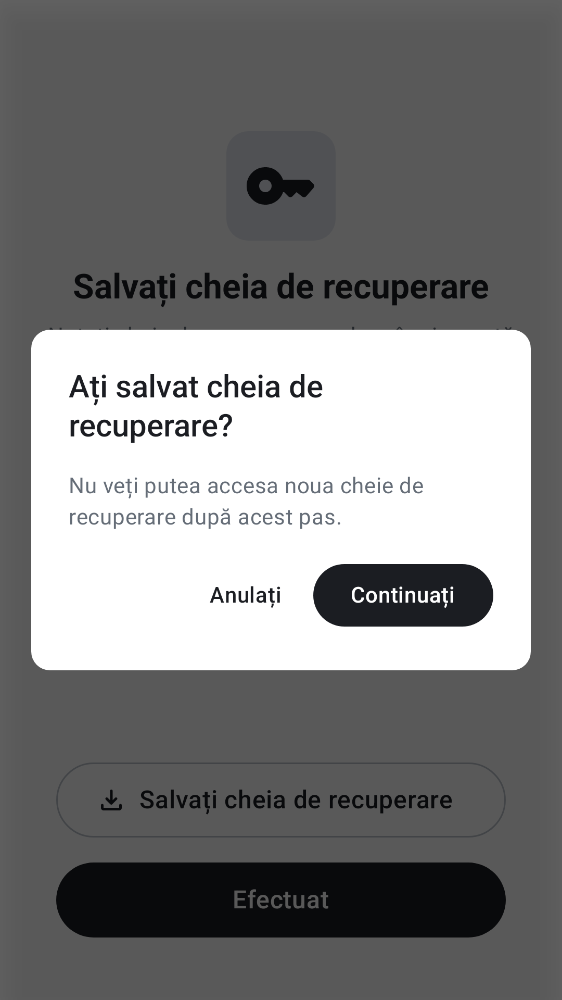 Salvați cheia de recuperare
Ați salvat cheia de
recuperare?
Nu veți putea accesa noua cheie de
recuperare după acest pas.
Anulați
Continuați
Salvați cheia de recuperare
Efectuat